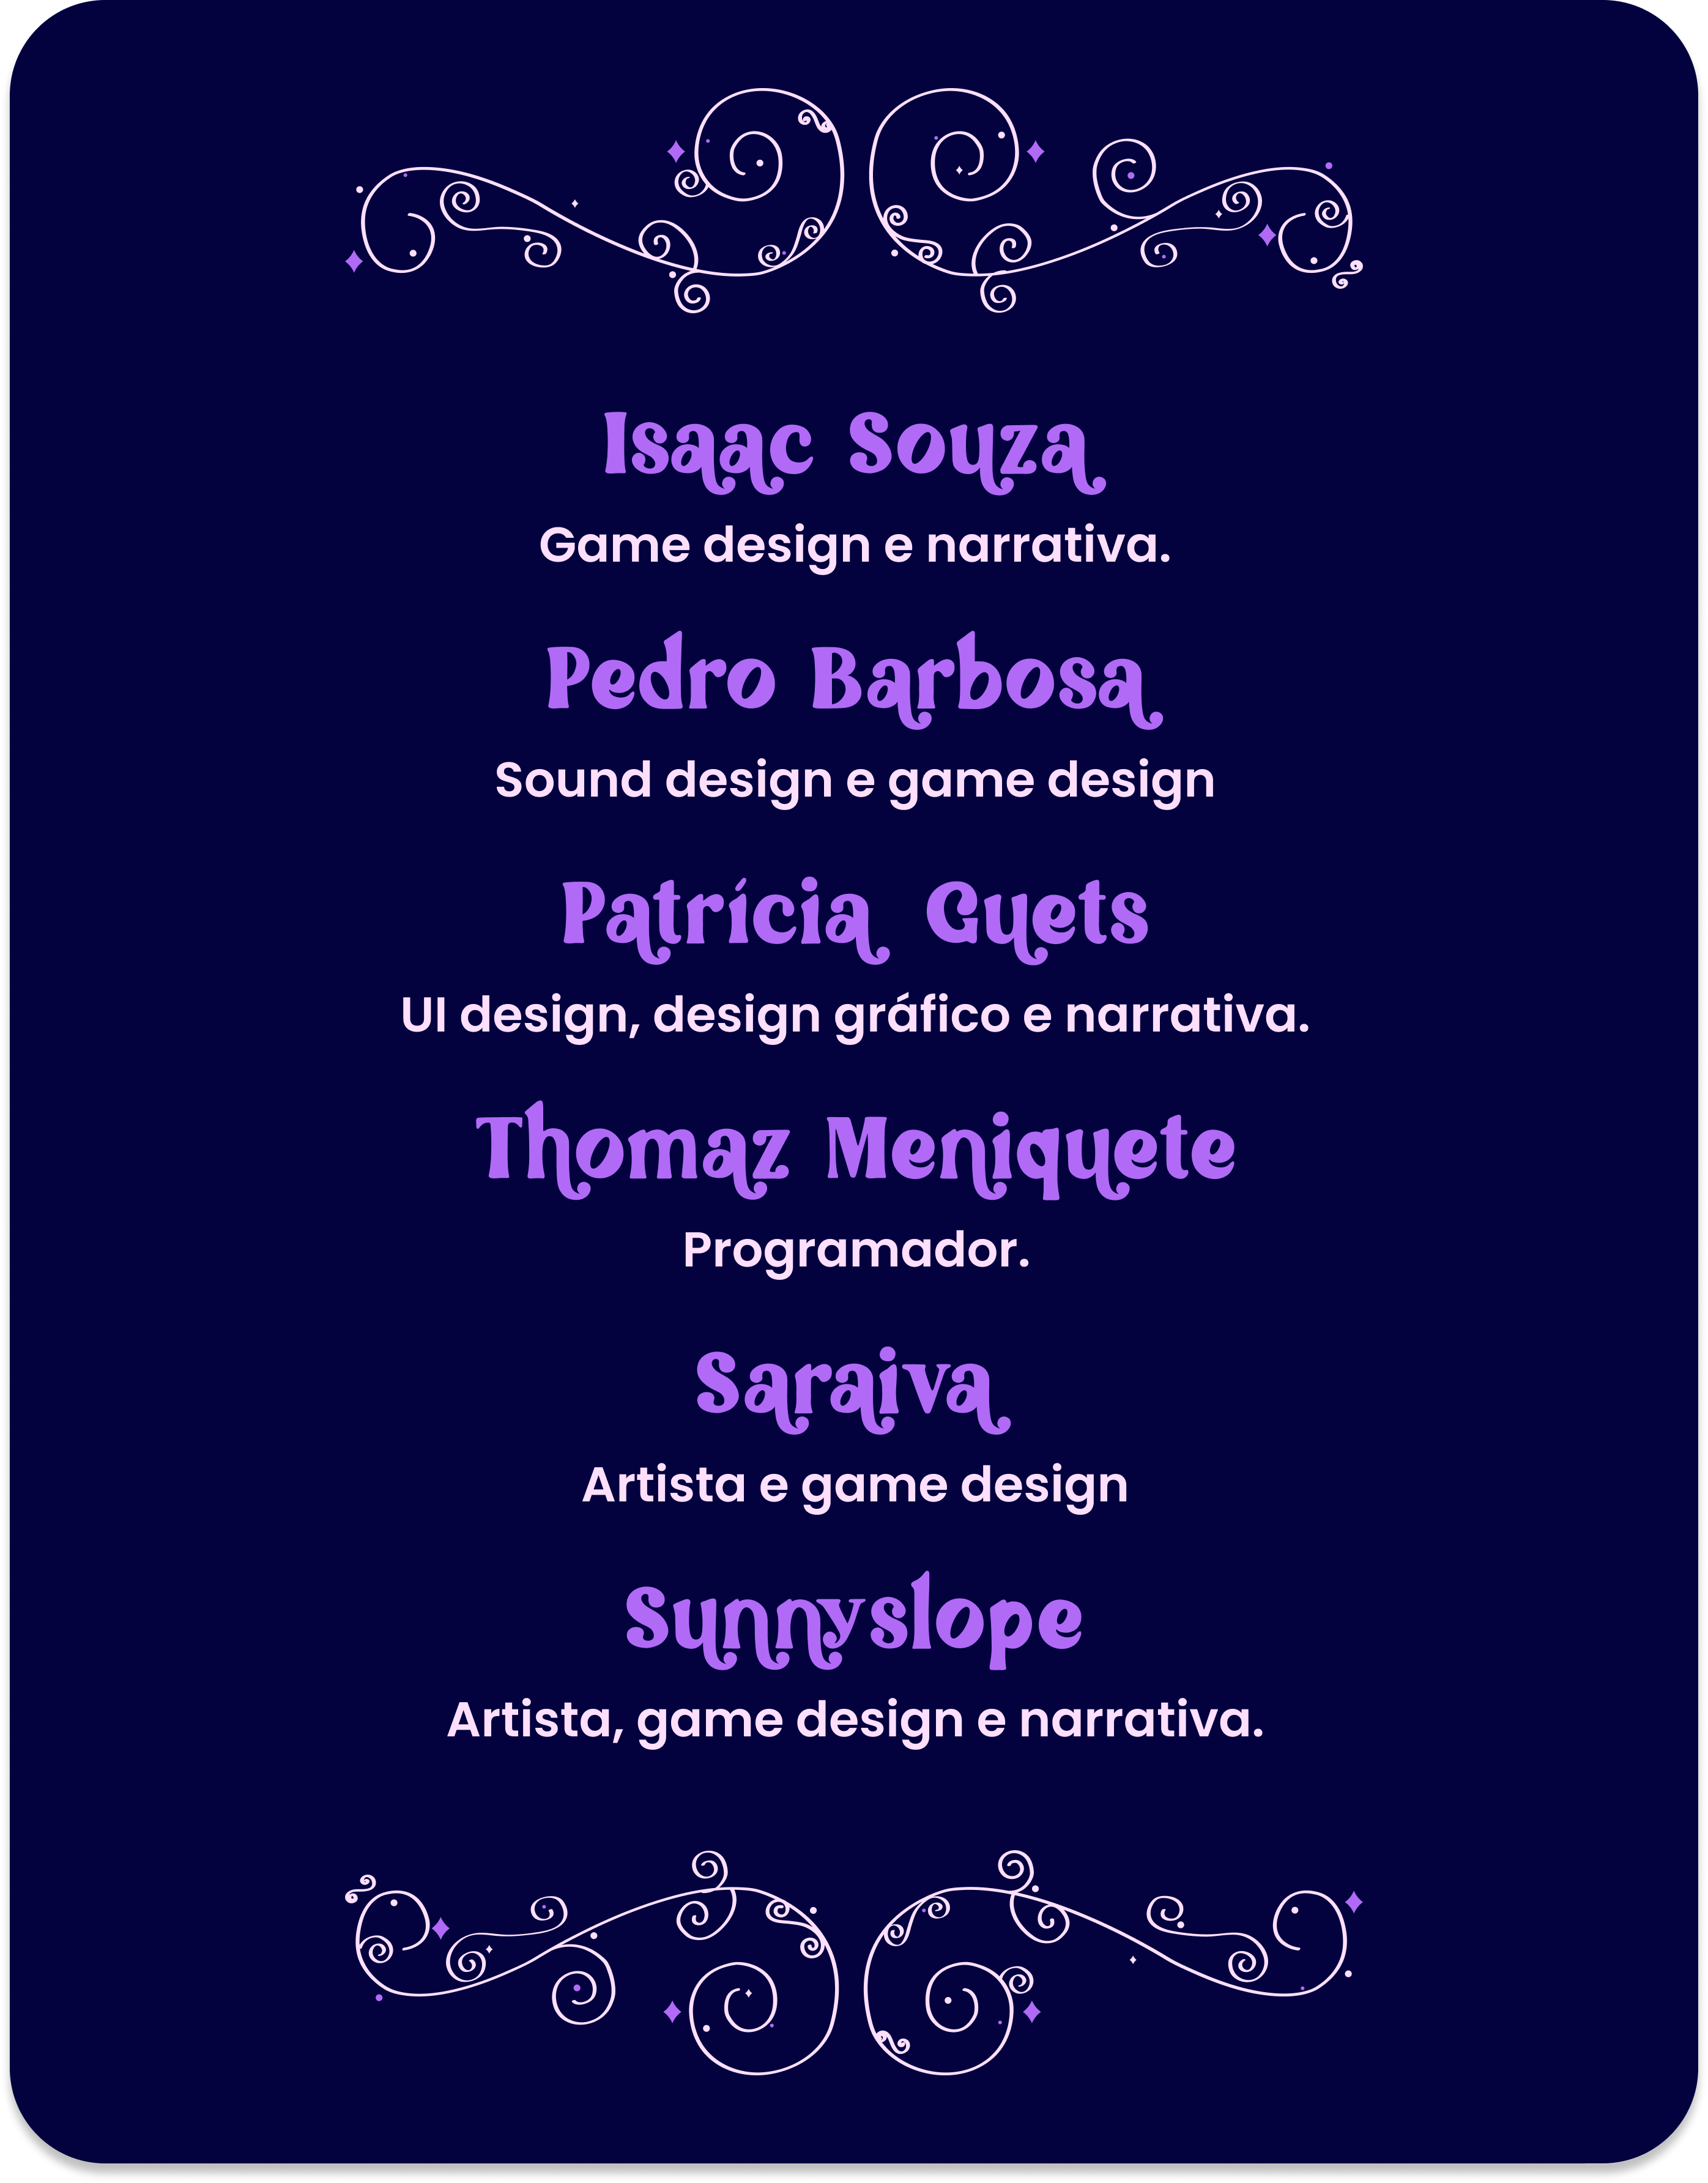 Isaac Souza
Game design e narrativa.
Pedro Barbosa
Sound design e game design
Patrícia Guets
UI design, design gráfico e narrativa.
Thomaz Meniquete
Programador.
Saraiva
Artista e game design
Sunnyslope
Artista, game design e narrativa.